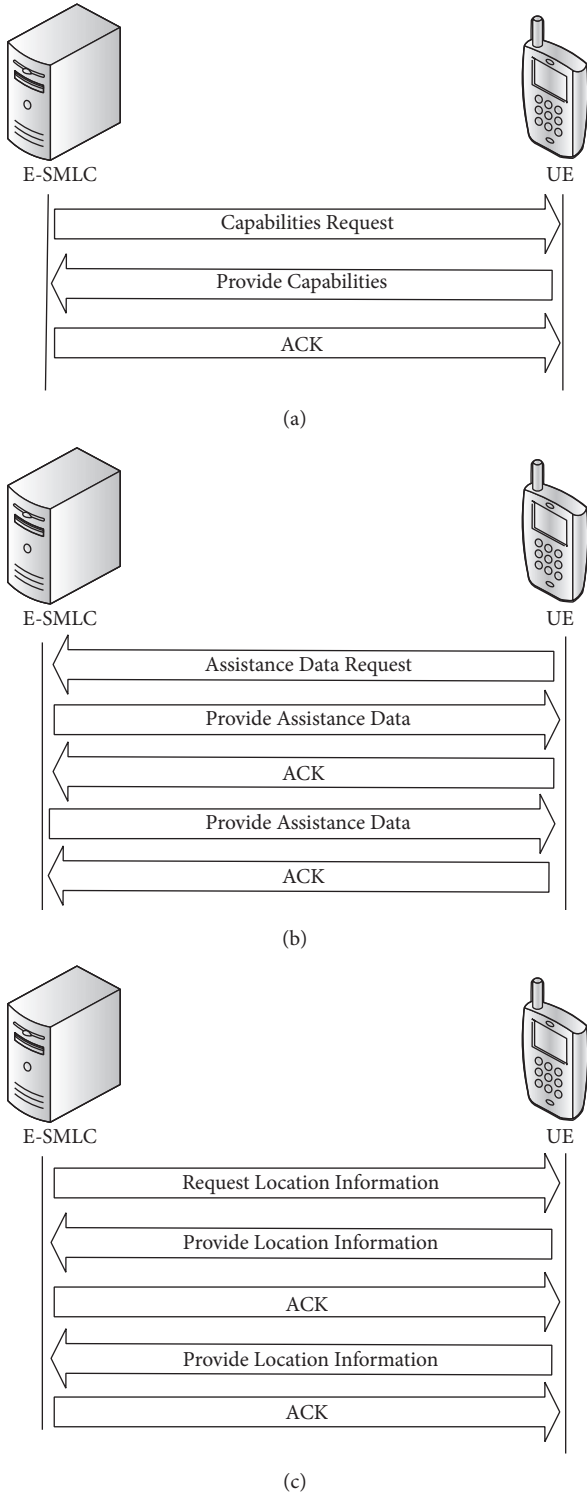 E-SMLC
UE
Capabilities Request
Provide Capabilities
ACK
(a)
E-SMLC
UE
Assistance Data Request
Provide Assistance Data
ACK
Provide Assistance Data
ACK
(b)
E-SMLC
UE
Request Location Information
Provide Location Information
ACK
Provide Location Information
ACK
(c)